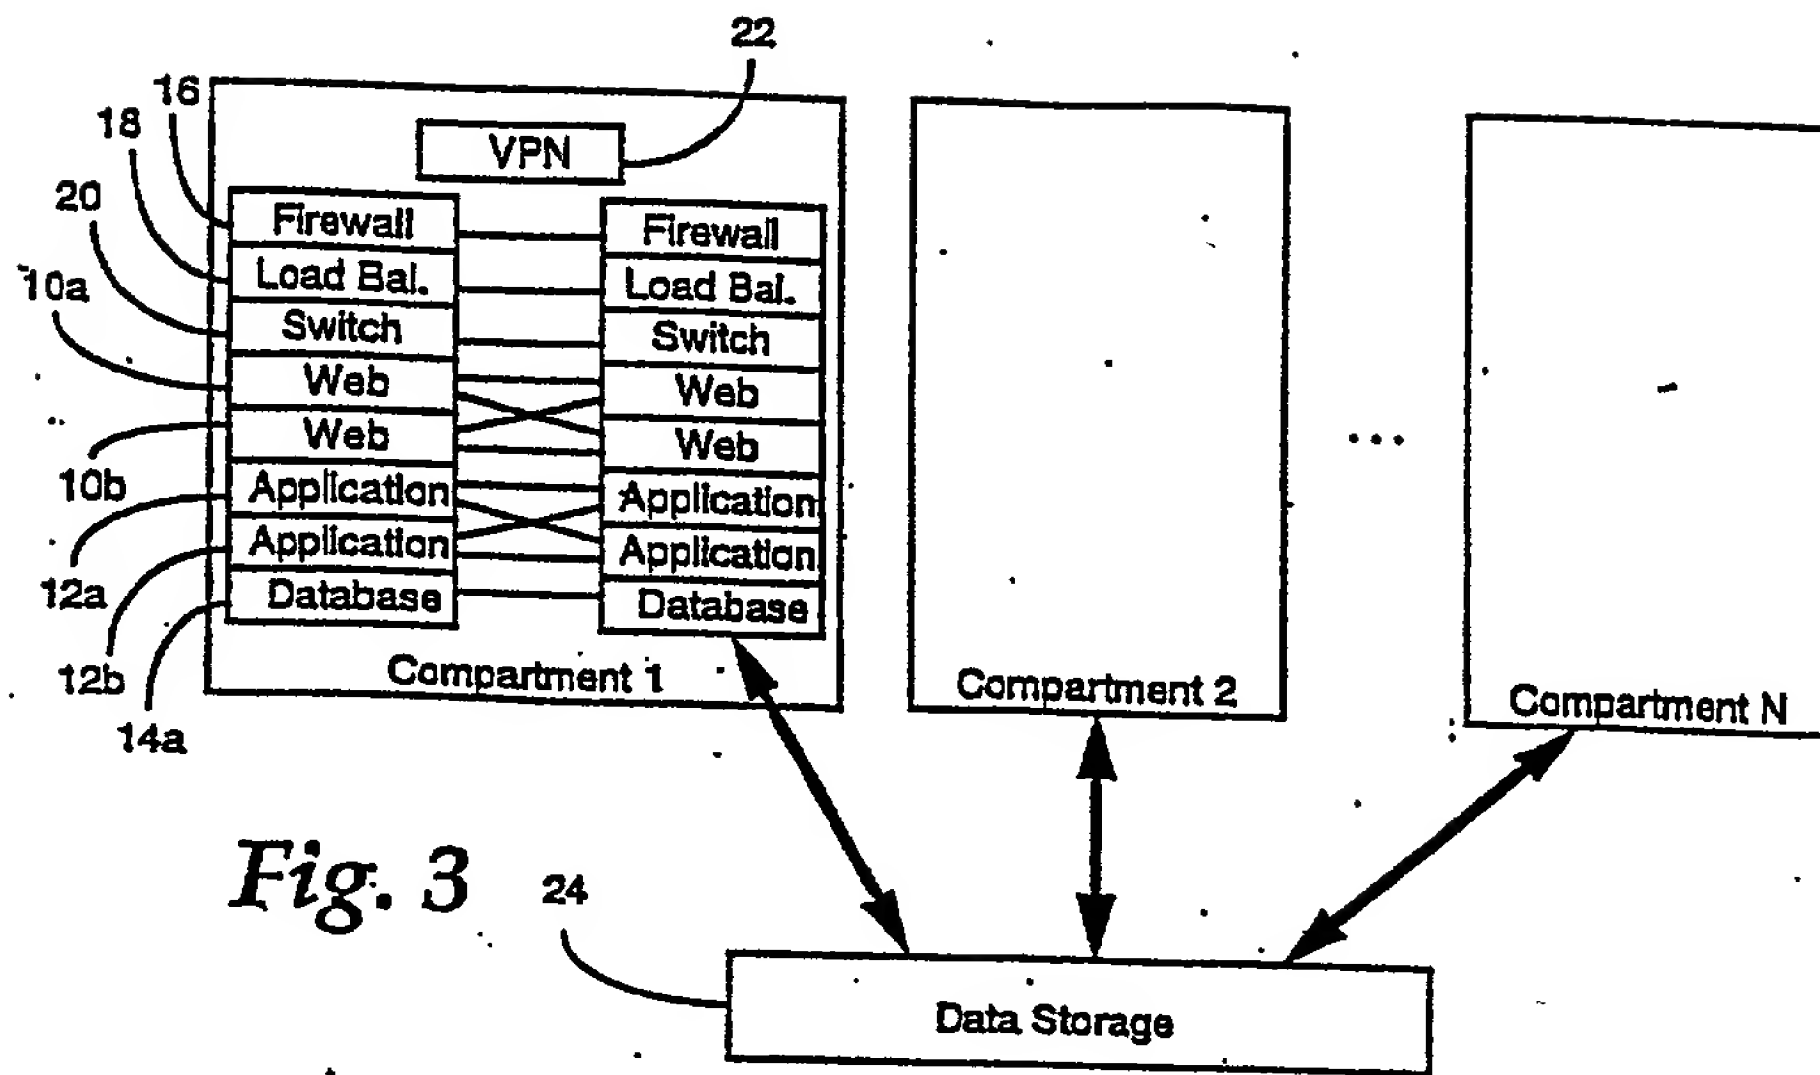 22
16
18
20
10a
10b
12a
12b
14a
VPN
Firewall
Load Bal.
Switch
Web
Web
Application
Application
Database
Firewall
Load Bal.
Switch
Web
Web
Application
Application
Database
Compartment 1
Compartment 2
...
Compartment N
Fig. 3
24
Data Storage